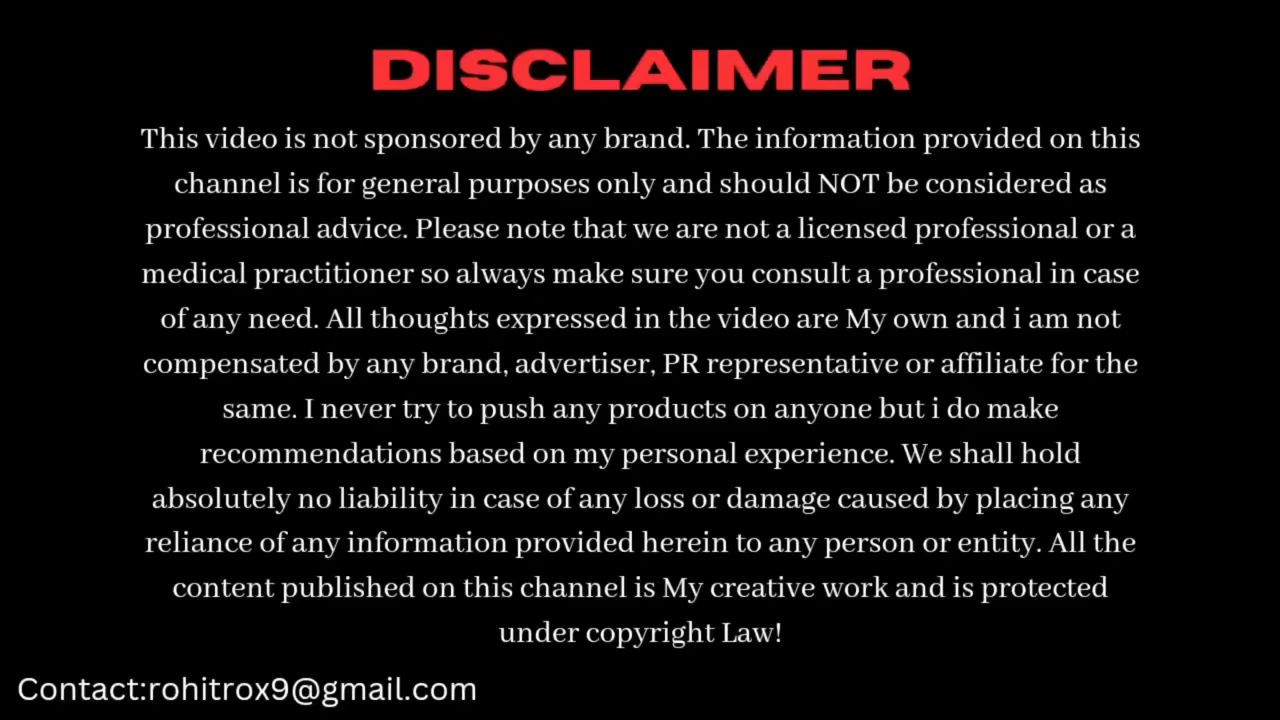 DISCLAIMER
This video is not sponsored by any brand. The information provided on this
channel is for general purposes only and should NOT be considered as
professional advice. Please note that we are not a licensed professional or a
medical practitioner so always make sure you consult a professional in case
of any need. All thoughts expressed in the video are My own and i am not
compensated by any brand, advertiser, PR representative or affiliate for the
same. I never try to push any products on anyone but i do make
recommendations based on my personal experience. We shall hold
absolutely no liability in case of any loss or damage caused by placing any
reliance of any information provided herein to any person or entity. All the
content published on this channel is My creative work and is protected
under copyright Law!
Contact:rohitrox9@gmail.com